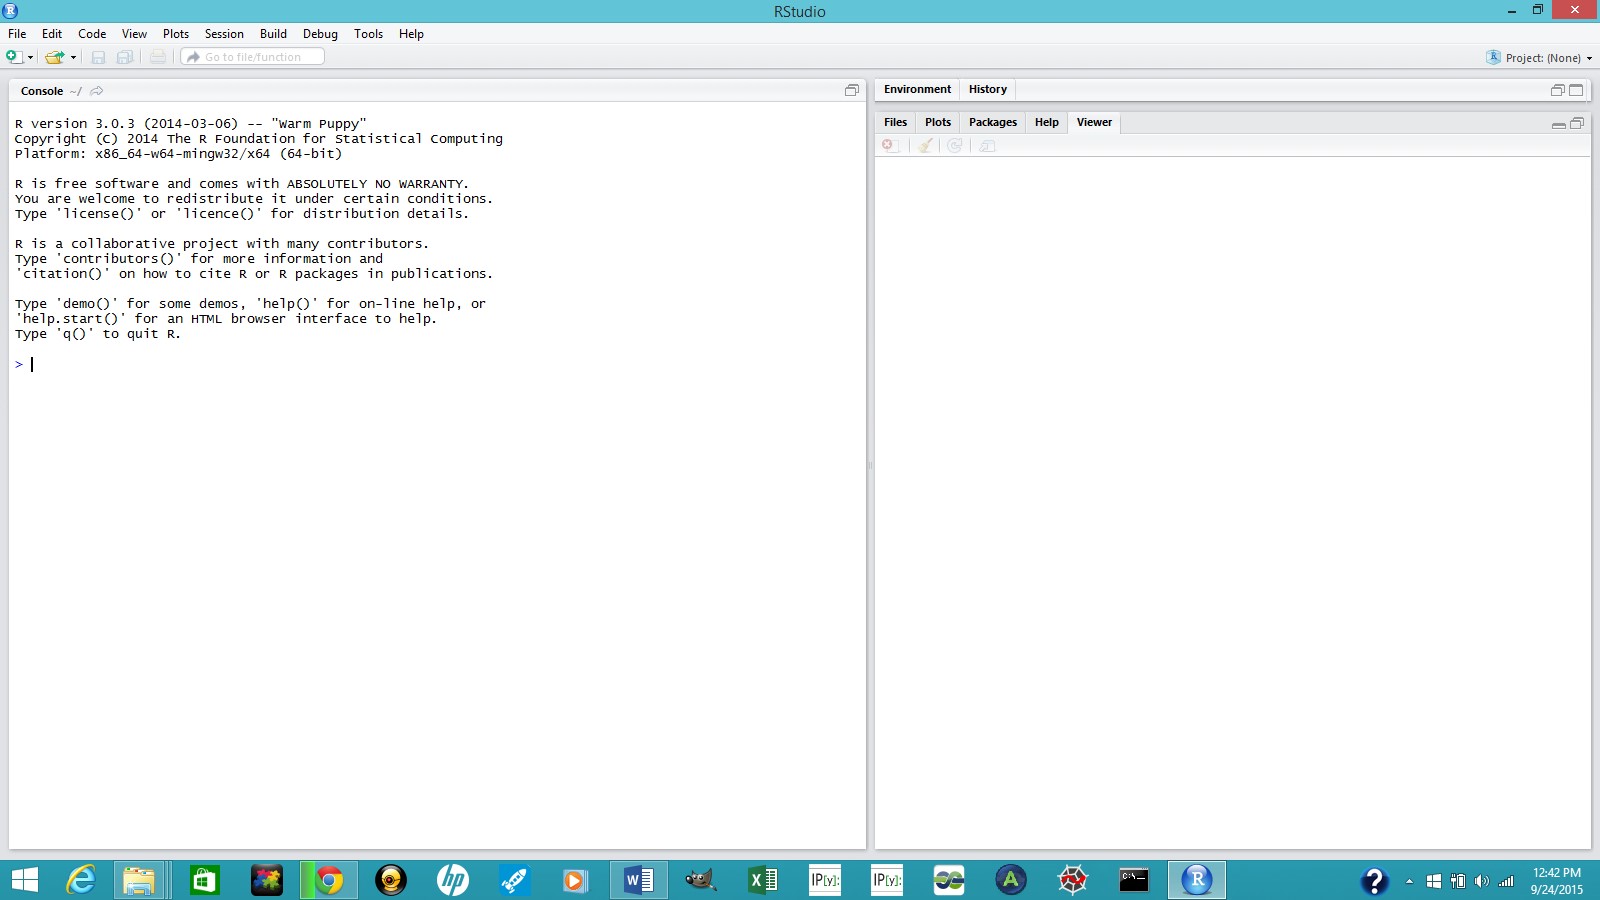 RStudio
File Edit Code View Plots Session Build Debug Tools Help
Go to file/function
Project: (None)
Console ~/
R version 3.0.3 (2014-03-06) -- "Warm Puppy"
Copyright (C) 2014 The R Foundation for Statistical Computing
Platform: x86_64-w64-mingw32/x64 (64-bit)
R is free software and comes with ABSOLUTELY NO WARRANTY.
You are welcome to redistribute it under certain conditions.
Type 'license()' or 'licence()' for distribution details.
R is a collaborative project with many contributors.
Type 'contributors()' for more information and
'citation()' on how to cite R or R packages in publications.
Type 'demo()' for some demos, 'help()' for on-line help, or
'help.start()' for an HTML browser interface to help.
Type 'q()' to quit R.
>
Environment History
Files Plots Packages Help Viewer
IP[y]: IP[y]:
12:42 PM
9/24/2015